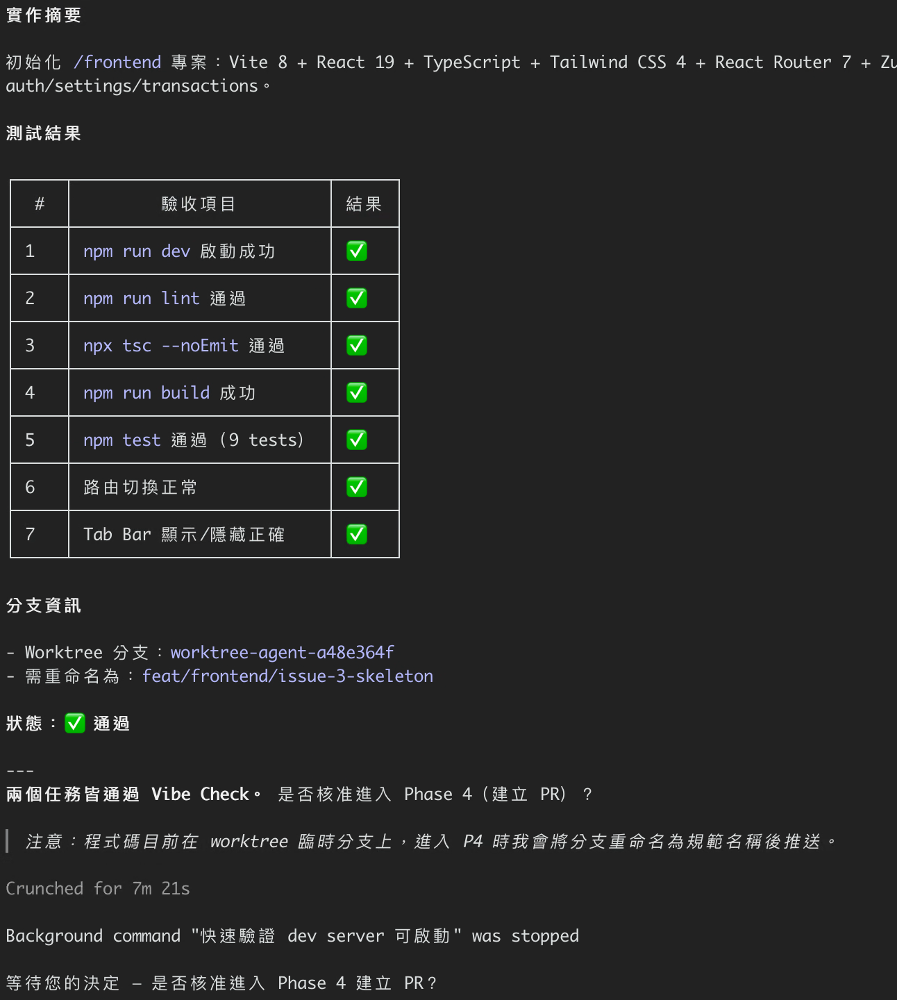 實作摘要
初始化 /frontend 專案：Vite 8 + React 19 + TypeScript + Tailwind CSS 4 + React Router 7 +
auth/settings/transactions。
測試結果
# 驗收項目 結果
1 npm run dev 啟動成功 ✅
2 npm run lint 通過 ✅
3 npx tsc --noEmit 通過 ✅
4 npm run build 成功 ✅
5 npm test 通過（9 tests） ✅
6 路由切換正常 ✅
7 Tab Bar 顯示/隱藏正確 ✅
分支資訊
- Worktree 分支：worktree-agent-a48e364f
- 需重命名為：feat/frontend/issue-3-skeleton
狀態：✅ 通過
---
兩個任務皆通過 Vibe Check。 是否核准進入 Phase 4（建立 PR）？
注意：程式碼目前在 worktree 臨時分支上，進入 P4 時我會將分支重命名為規範名稱後推送。
Crunched for 7m 21s
Background command "快速驗證 dev server 可啟動" was stopped
等待您的決定 — 是否核准進入 Phase 4 建立 PR？